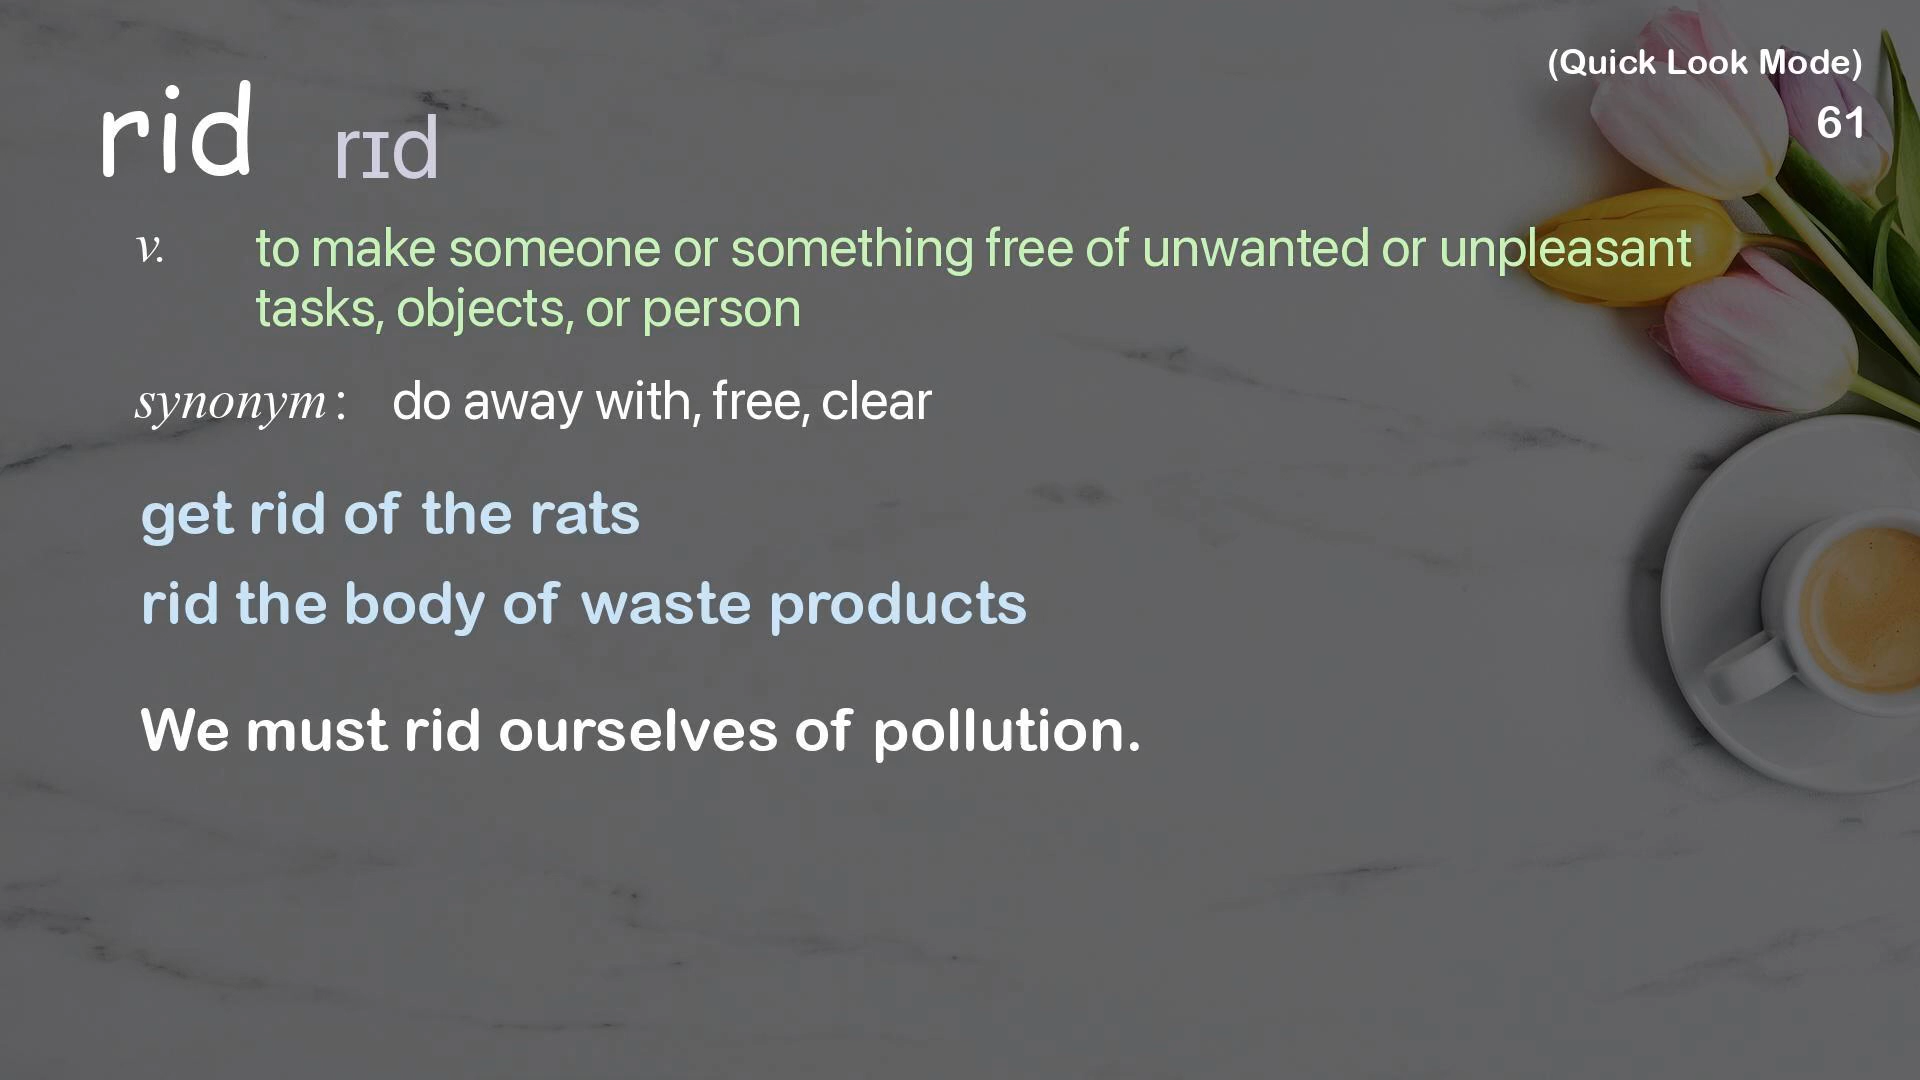 (Quick Look Mode)
61
rid rɪd
v. to make someone or something free of unwanted or unpleasant
tasks, objects, or person
synonym: do away with, free, clear
get rid of the rats
rid the body of waste products
We must rid ourselves of pollution.